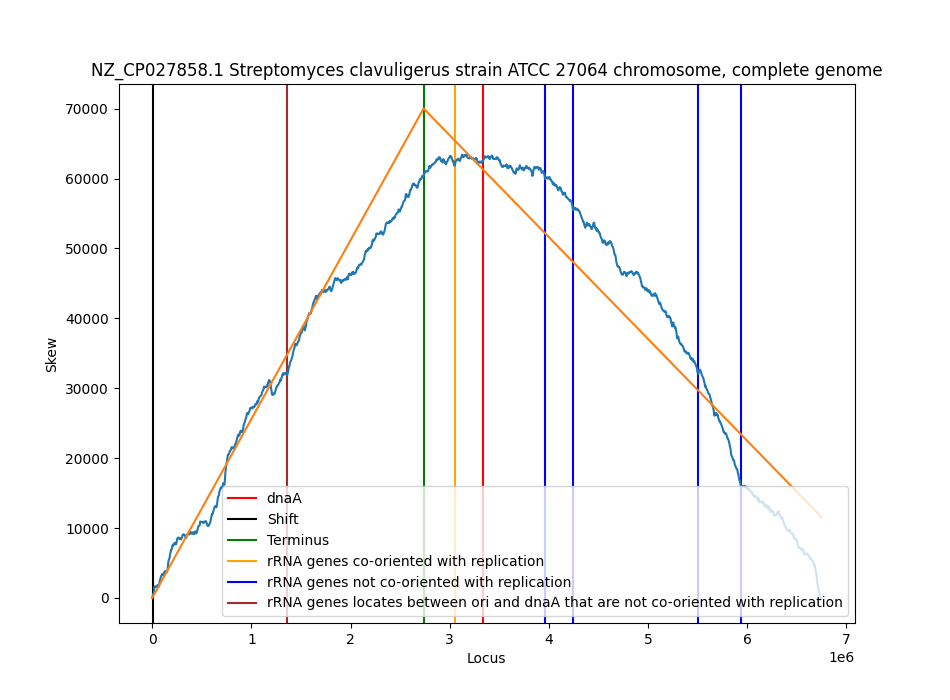 NZ_CP027858.1 Streptomyces clavuligerus strain ATCC 27064 chromosome, complete genome
70000
60000
50000
40000
30000
20000
10000
0
Skew
dnaA
Shift
Terminus
rRNA genes co-oriented with replication
rRNA genes not co-oriented with replication
rRNA genes locates between ori and dnaA that are not co-oriented with replication
0 1 2 3 4 5 6 7
Locus
1e6